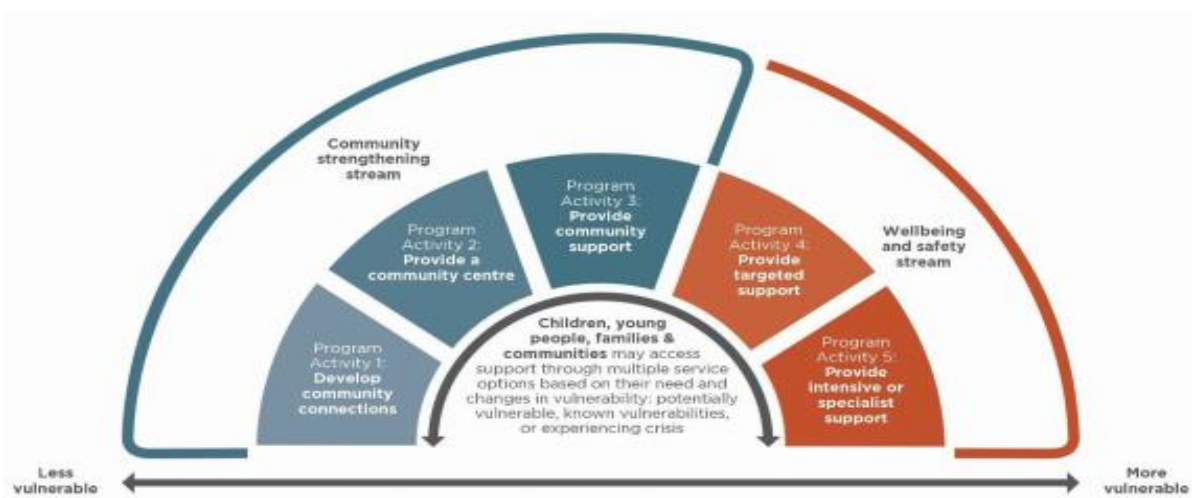 Community
strengthening
stream
Program
Activity 3:
Provide
community
support
Program
Activity 2:
Provide a
community centre
Program
Activity 4:
Provide
targeted
support
Wellbeing
and safety
stream
Program
Activity 1:
Develop
community
connections
Children, young
people, families &
communities may access
support through multiple service
options based on their need and
changes in vulnerability: potentially
vulnerable, known vulnerabilities,
or experiencing crisis
Program
Activity 5:
Provide
intensive or
specialist
support
Less
vulnerable
More
vulnerable